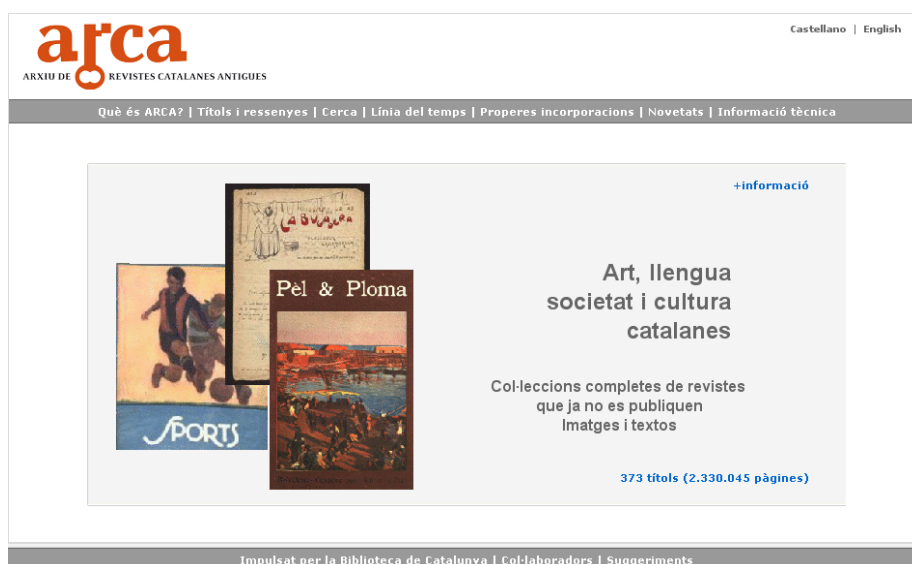 arca
ARXIU DE REVISTES CATALANES ANTIGUES
Castellano | English
Què és ARCA? | Títols i ressenyes | Cerca | Línia del temps | Properes incorporacions | Novetats | Informació tècnica
+informació
LA BUGADERA
Pèl & Ploma
SPORTS
Art, llengua
societat i cultura
catalanes
Col·leccions completes de revistes
que ja no es publiquen
Imatges i textos
373 títols (2.330.045 pàgines)
Impulsat per la Biblioteca de Catalunya | Col·laboradors | Suggeriments